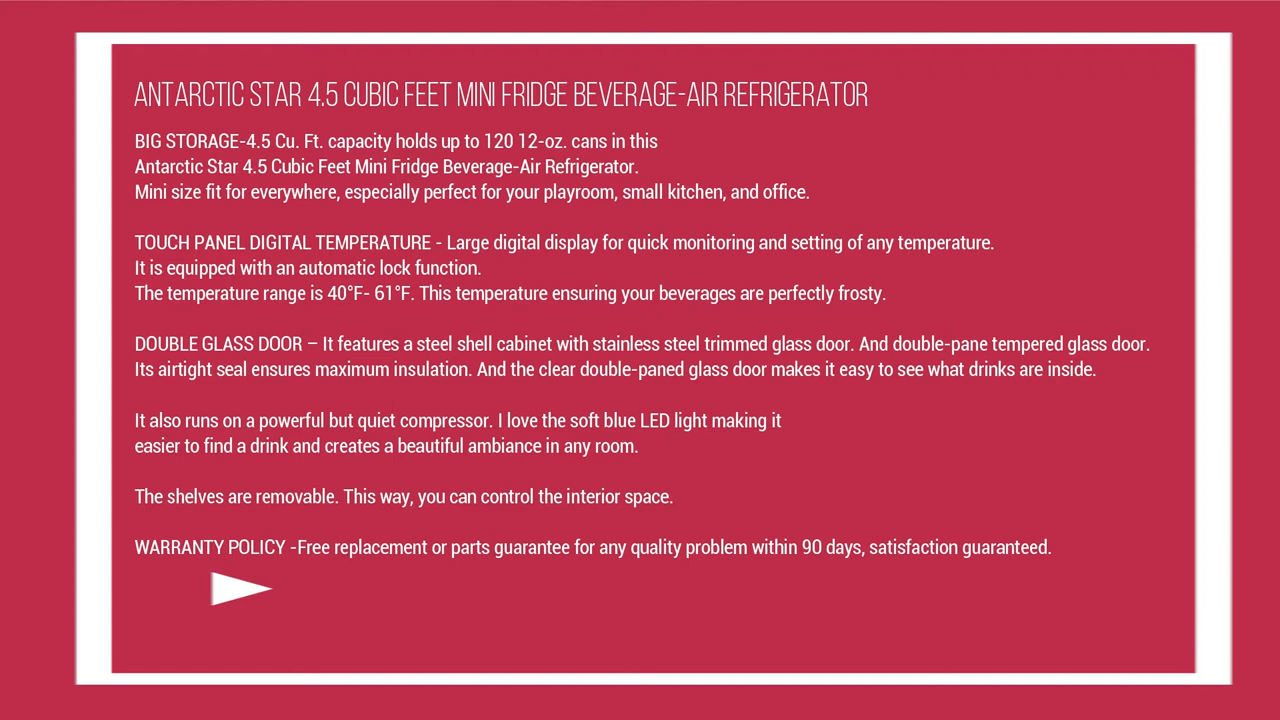 ANTARCTIC STAR 4.5 CUBIC FEET MINI FRIDGE BEVERAGE-AIR REFRIGERATOR
BIG STORAGE-4.5 Cu. Ft. capacity holds up to 120 12-oz. cans in this
Antarctic Star 4.5 Cubic Feet Mini Fridge Beverage-Air Refrigerator.
Mini size fit for everywhere, especially perfect for your playroom, small kitchen, and office.
TOUCH PANEL DIGITAL TEMPERATURE - Large digital display for quick monitoring and setting of any temperature.
It is equipped with an automatic lock function.
The temperature range is 40°F- 61°F. This temperature ensuring your beverages are perfectly frosty.
DOUBLE GLASS DOOR – It features a steel shell cabinet with stainless steel trimmed glass door. And double-pane tempered glass door.
Its airtight seal ensures maximum insulation. And the clear double-paned glass door makes it easy to see what drinks are inside.
It also runs on a powerful but quiet compressor. I love the soft blue LED light making it
easier to find a drink and creates a beautiful ambiance in any room.
The shelves are removable. This way, you can control the interior space.
WARRANTY POLICY -Free replacement or parts guarantee for any quality problem within 90 days, satisfaction guaranteed.